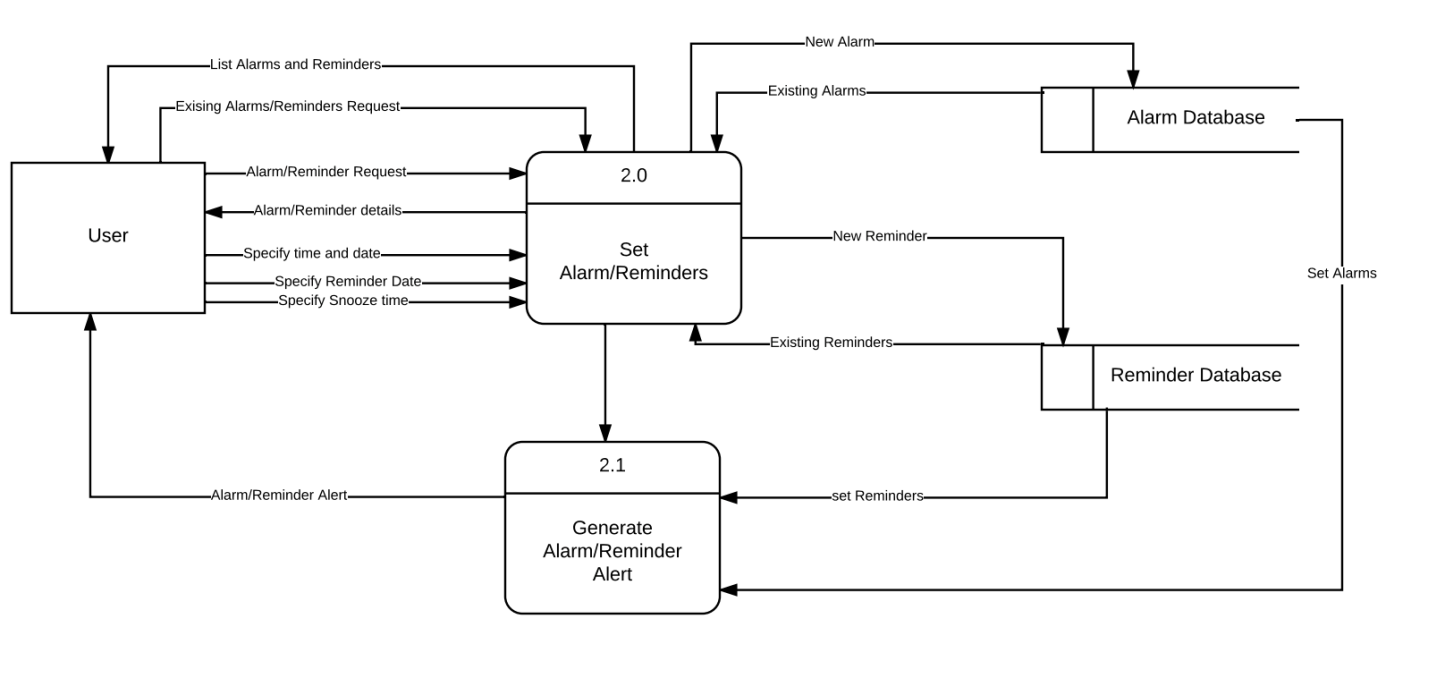 New Alarm
List Alarms and Reminders
Existing Alarms
Exising Alarms/Reminders Request
Alarm Database
Alarm/Reminder Request
2.0
Alarm/Reminder details
User
New Reminder
Set
Alarm/Reminders
Specify time and date
Set Alarms
Specify Reminder Date
Specify Snooze time
Existing Reminders
Reminder Database
2.1
Alarm/Reminder Alert
set Reminders
Generate
Alarm/Reminder
Alert